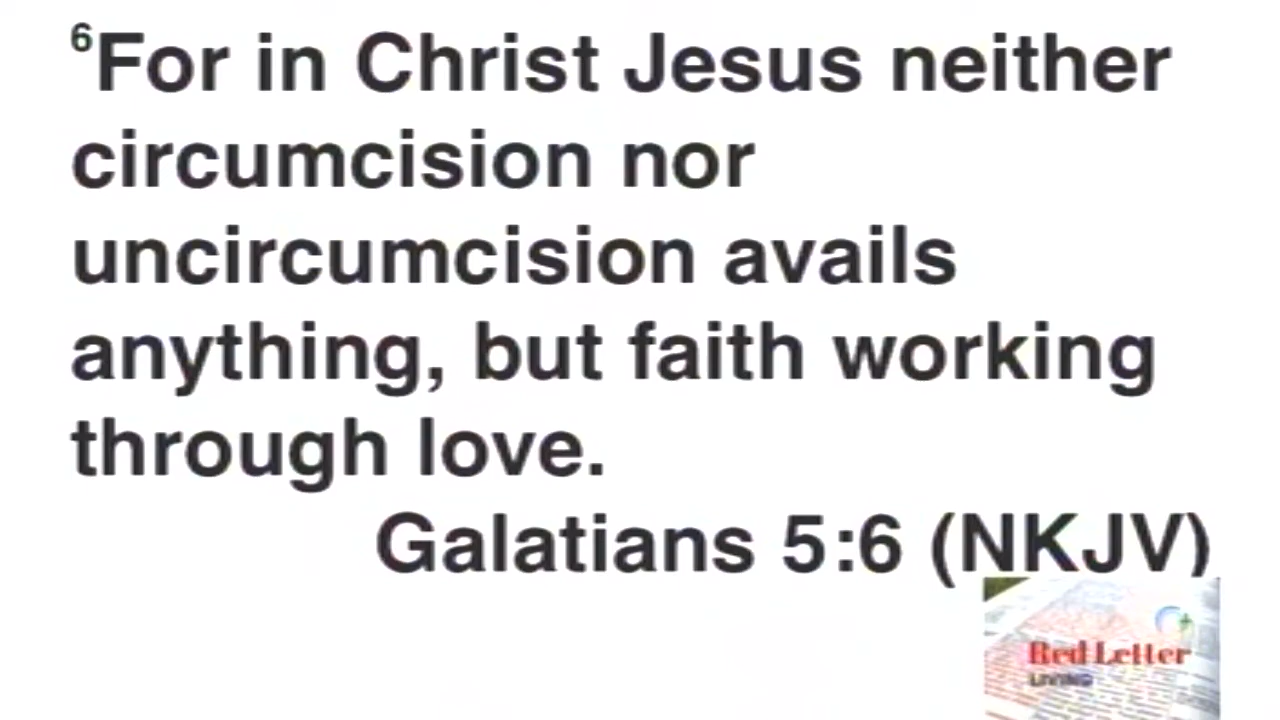 ⁶For in Christ Jesus neither
circumcision nor
uncircumcision avails
anything, but faith working
through love.
Galatians 5:6 (NKJV)
Red Letter
LIVING